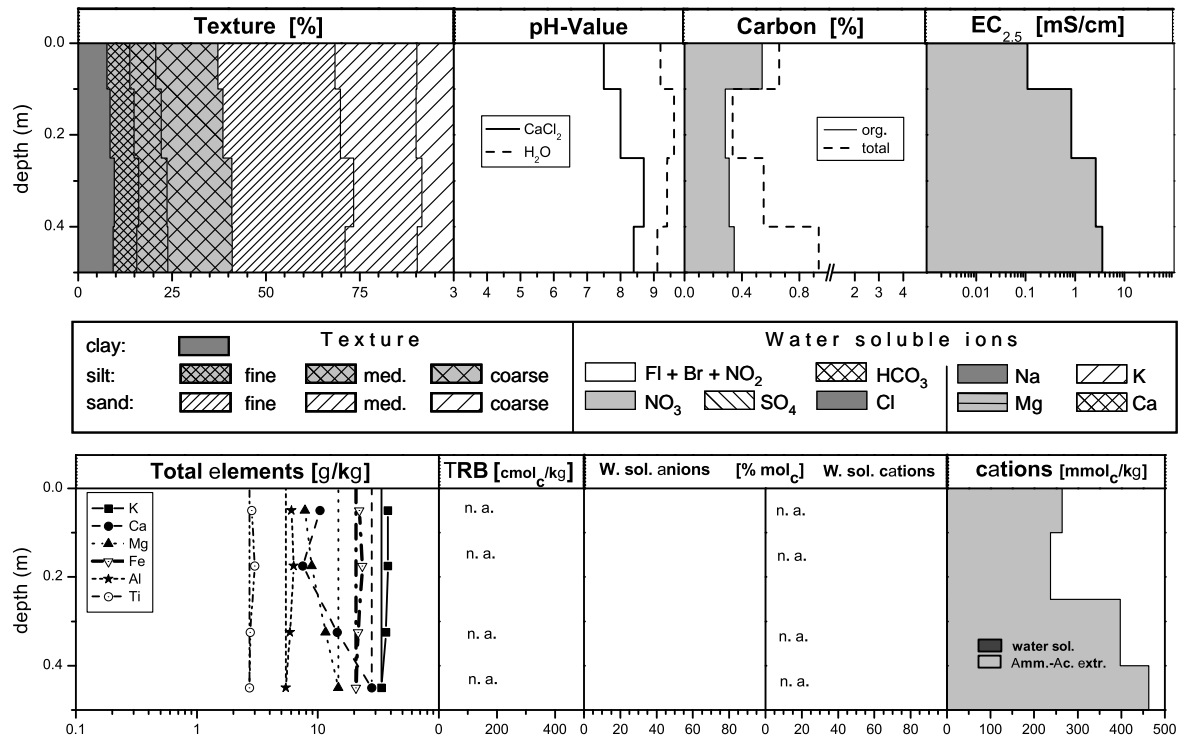 Texture [%] pH-Value Carbon [%] EC2.5 [mS/cm]
0.0
0.2
0.4
depth (m)
CaCl2
H2O
org.
total
0 25 50 75 3 4 5 6 7 8 9 0.0 0.4 0.8 2 4 0.01 0.1 1 10
Texture Water soluble ions
clay:
silt: fine med. coarse
sand: fine med. coarse
Fl + Br + NO2 HCO3 Na K
NO3 SO4 Cl Mg Ca
Total elements [g/kg] TRB [cmolc/kg] W. sol. anions [% molc) W. sol. cations cations [mmolc/kg]
0.0
0.2
0.4
depth (m)
K
Ca
Mg
Fe
Al
Ti
n. a. n. a.
n. a. n. a.
n. a. n. a.
n. a. n. a.
water sol.
Amm.-Ac. extr.
0.1 1 10 0 200 400 0 20 40 60 80 0 20 40 60 80 0 100 200 300 400 500